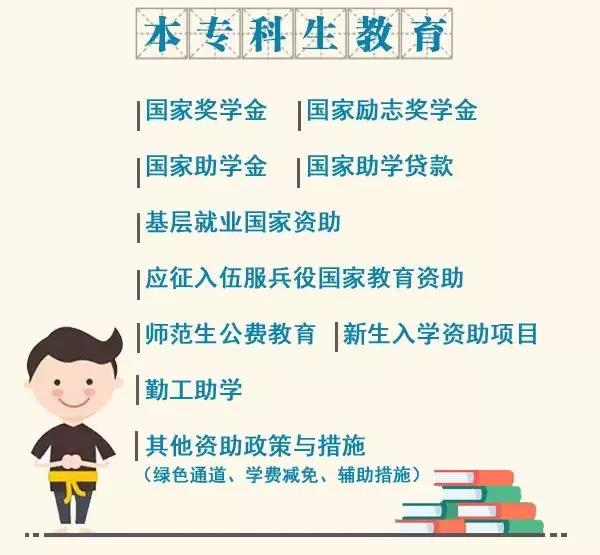 本专科生教育
国家奖学金 国家励志奖学金
国家助学金 国家助学贷款
基层就业国家资助
应征入伍服兵役国家教育资助
师范生公费教育 新生入学资助项目
勤工助学
其他资助政策与措施
（绿色通道、学费减免、辅助措施）